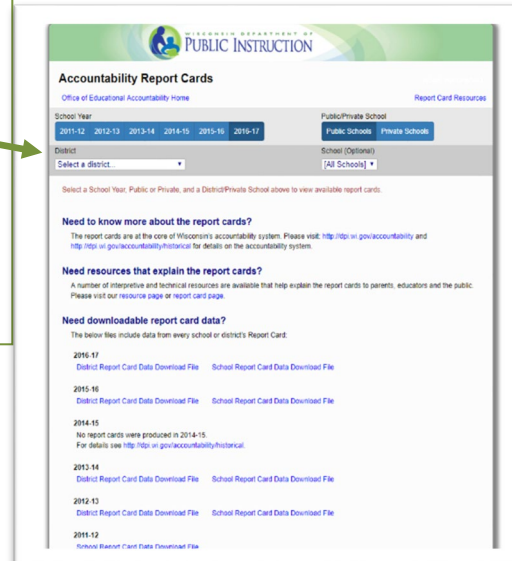 WISCONSIN DEPARTMENT OF
PUBLIC INSTRUCTION
Accountability Report Cards
Office of Educational Accountability Home Report Card Resources
School Year Public/Private School
2011-12 2012-13 2013-14 2014-15 2015-16 2016-17 Public Schools Private Schools
District School (Optional)
Select a district... [All Schools]
Select a School Year, Public or Private, and a District/Private School above to view available report cards.
Need to know more about the report cards?
The report cards are at the core of Wisconsin's accountability system. Please visit: http://dpi.wi.gov/accountability and
http://dpi.wi.gov/accountability/historical for details on the accountability system.
Need resources that explain the report cards?
A number of interpretive and technical resources are available that help explain the report cards to parents, educators and the public.
Please visit our resource page or report card page.
Need downloadable report card data?
The below files include data from every school or district's Report Card:
2016-17
District Report Card Data Download File School Report Card Data Download File
2015-16
District Report Card Data Download File School Report Card Data Download File
2014-15
No report cards were produced in 2014-15.
For details see http://dpi.wi.gov/accountability/historical.
2013-14
District Report Card Data Download File School Report Card Data Download File
2012-13
District Report Card Data Download File School Report Card Data Download File
2011-12
School Report Card Data Download File